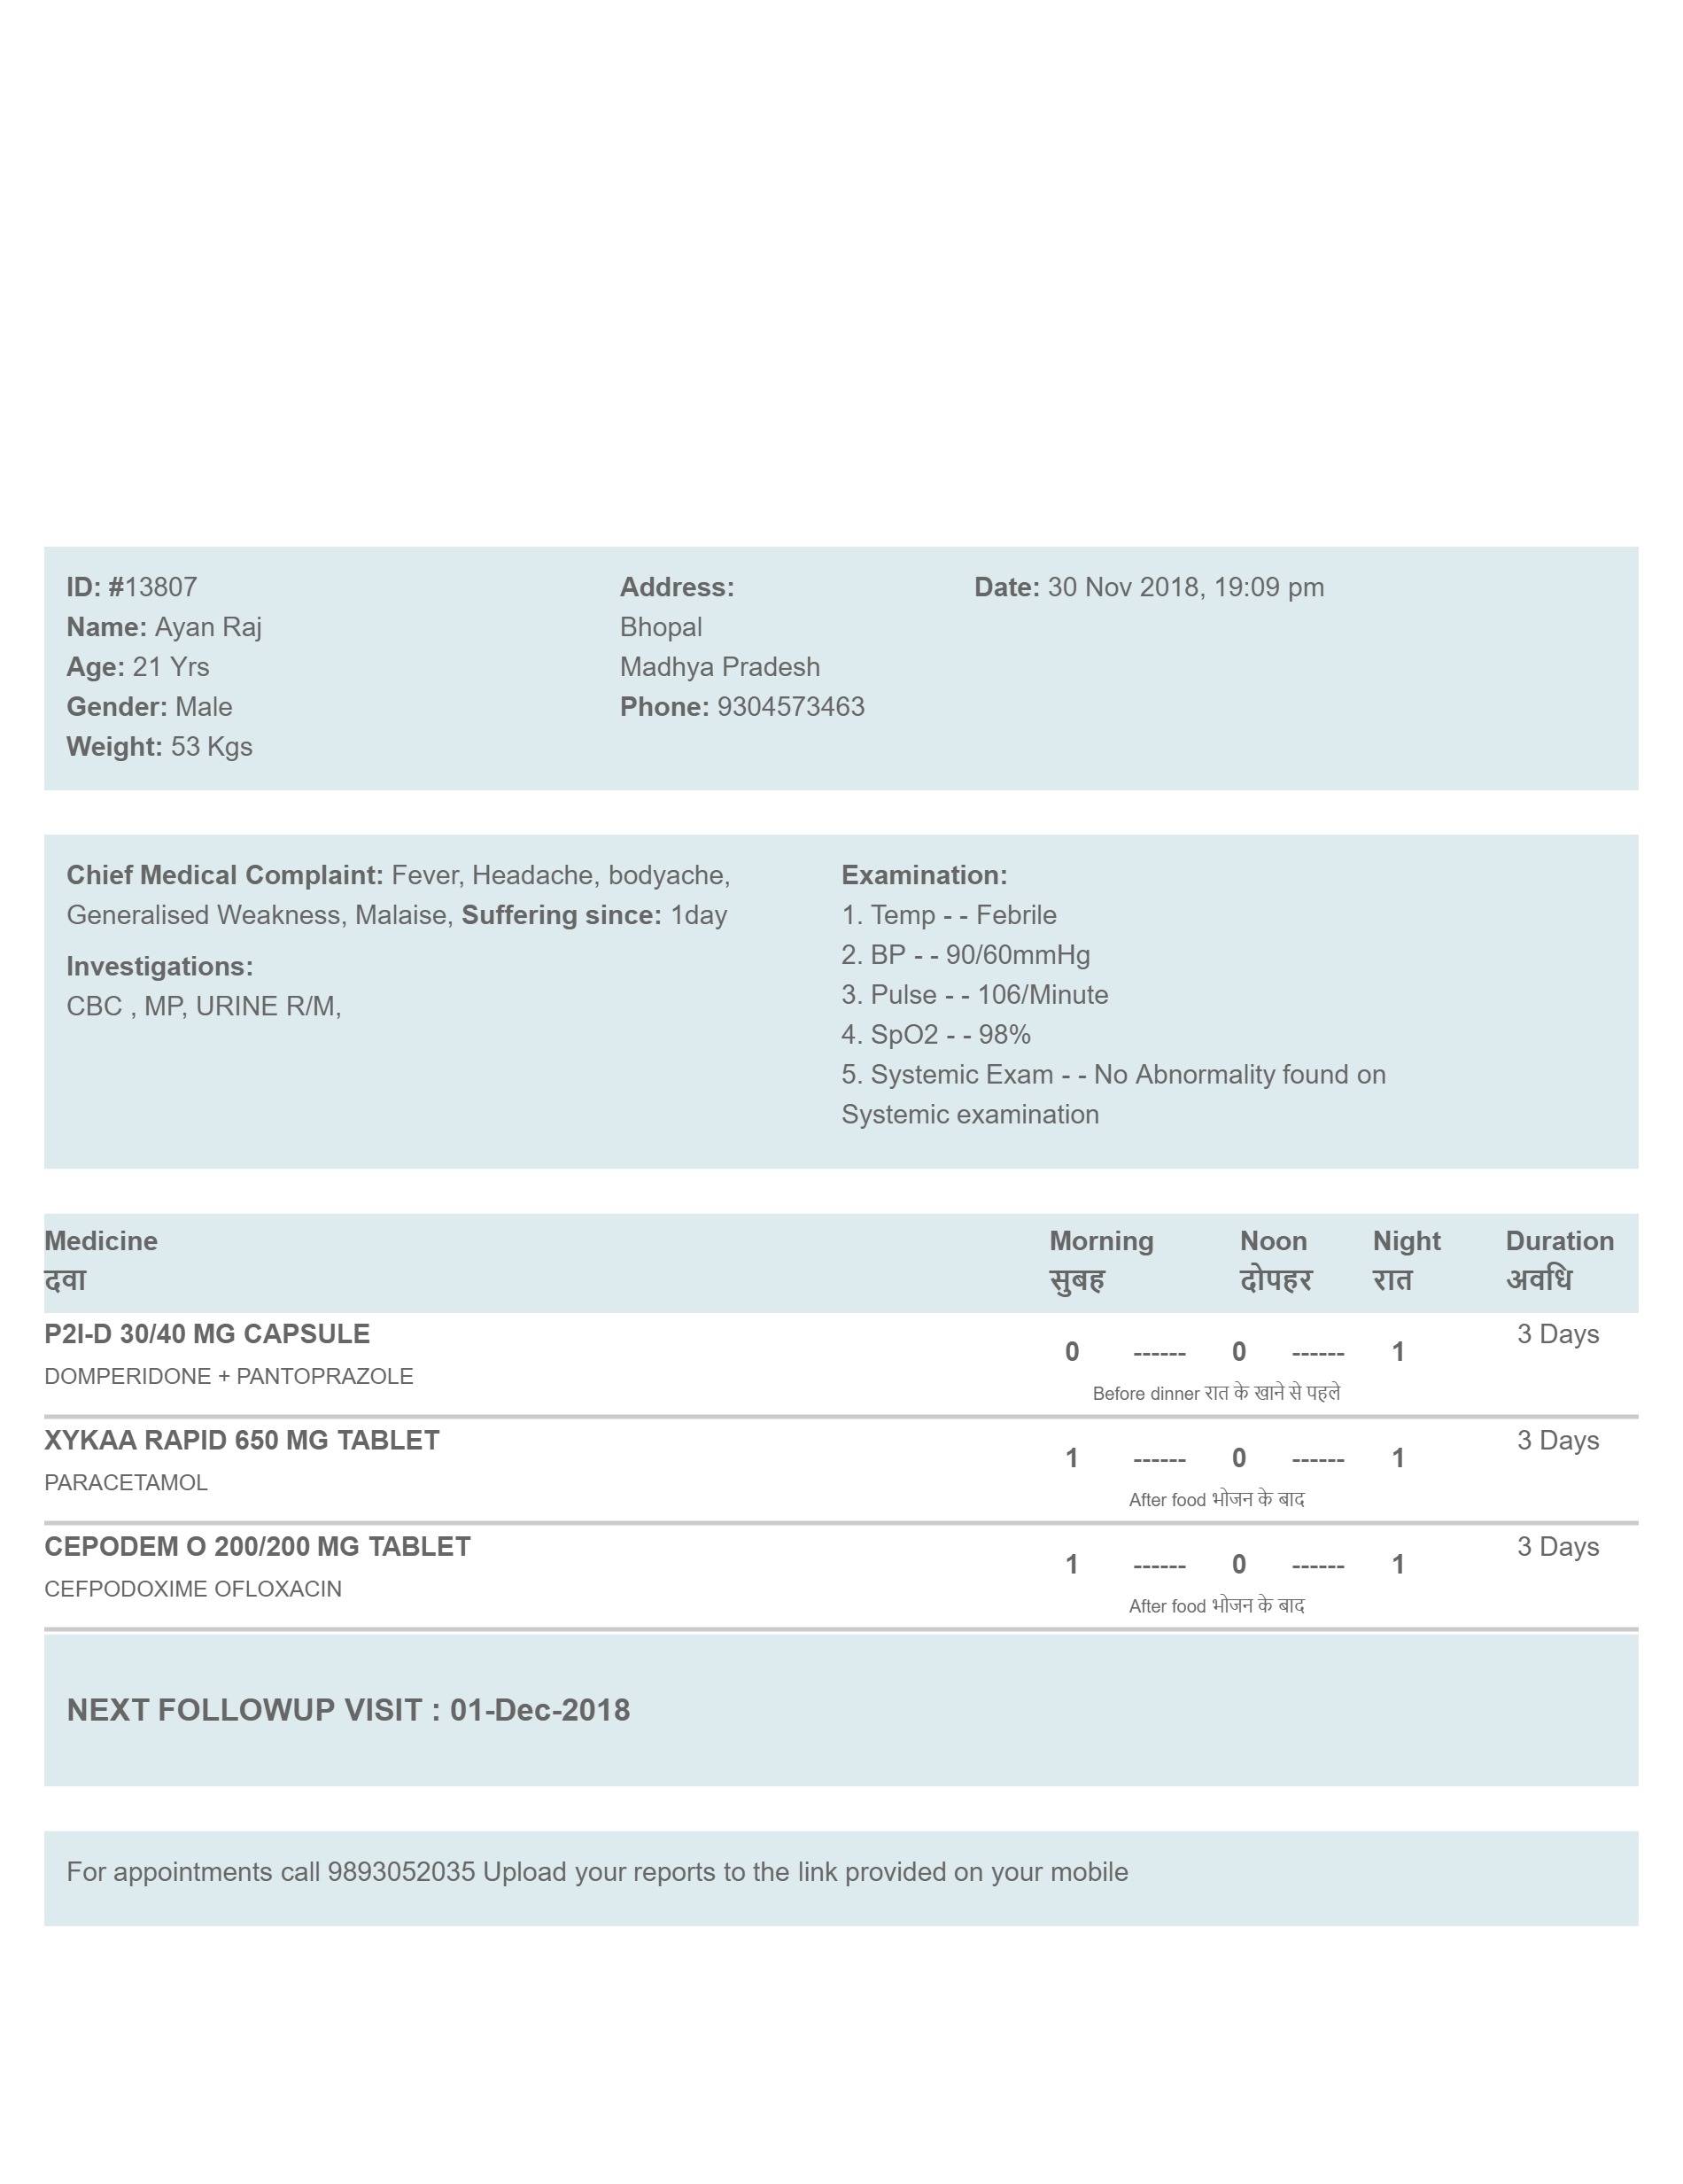 ID: #13807
Name: Ayan Raj
Age: 21 Yrs
Gender: Male
Weight: 53 Kgs
Address:
Bhopal
Madhya Pradesh
Phone: 9304573463
Date: 30 Nov 2018, 19:09 pm
Chief Medical Complaint: Fever, Headache, bodyache,
Generalised Weakness, Malaise, Suffering since: 1day
Investigations:
CBC , MP, URINE R/M,
Examination:
1. Temp - - Febrile
2. BP - - 90/60mmHg
3. Pulse - - 106/Minute
4. SpO2 - - 98%
5. Systemic Exam - - No Abnormality found on
Systemic examination
Medicine Morning Noon Night Duration
दवा सुबह दोपहर रात अवधि
P2I-D 30/40 MG CAPSULE 0 ------ 0 ------ 1 3 Days
DOMPERIDONE + PANTOPRAZOLE Before dinner रात के खाने से पहले
XYKAA RAPID 650 MG TABLET 1 ------ 0 ------ 1 3 Days
PARACETAMOL After food भोजन के बाद
CEPODEM O 200/200 MG TABLET 1 ------ 0 ------ 1 3 Days
CEFPODOXIME OFLOXACIN After food भोजन के बाद
NEXT FOLLOWUP VISIT : 01-Dec-2018
For appointments call 9893052035 Upload your reports to the link provided on your mobile